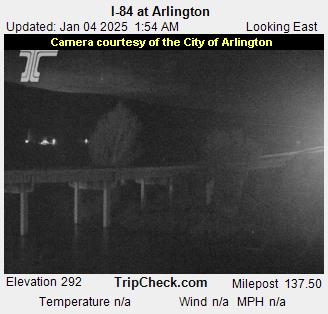 I-84 at Arlington
Updated: Jan 04 2025 1:54 AM Looking East
Camera courtesy of the City of Arlington
Elevation 292 TripCheck.com Milepost 137.50
Temperature n/a Wind n/a MPH n/a